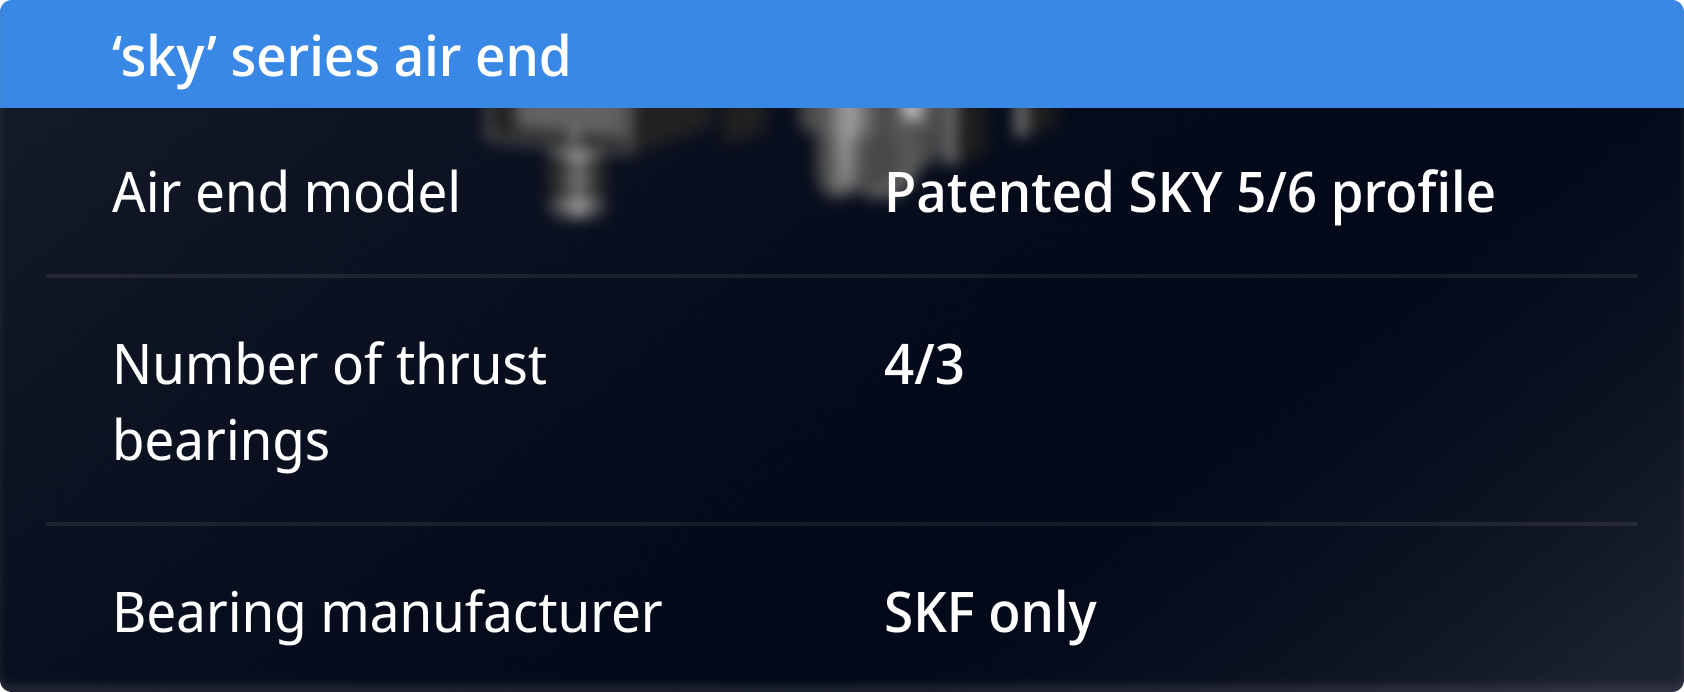 ‘sky’ series air end
Air end model
Patented SKY 5/6 profile
Number of thrust
bearings
4/3
Bearing manufacturer
SKF only